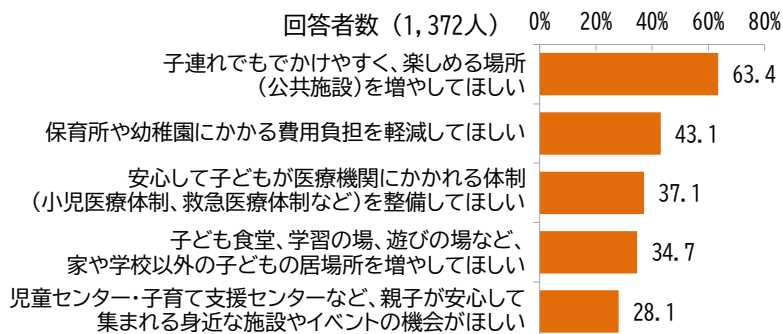 回答者数（1,372人） 0% 20% 40% 60% 80%
子連れでもでかけやすく、楽しめる場所
（公共施設）を増やしてほしい 63.4
保育所や幼稚園にかかる費用負担を軽減してほしい 43.1
安心して子どもが医療機関にかかれる体制
（小児医療体制、救急医療体制など）を整備してほしい 37.1
子ども食堂、学習の場、遊びの場など、
家や学校以外の子どもの居場所を増やしてほしい 34.7
児童センター・子育て支援センターなど、親子が安心して
集まれる身近な施設やイベントの機会がほしい 28.1